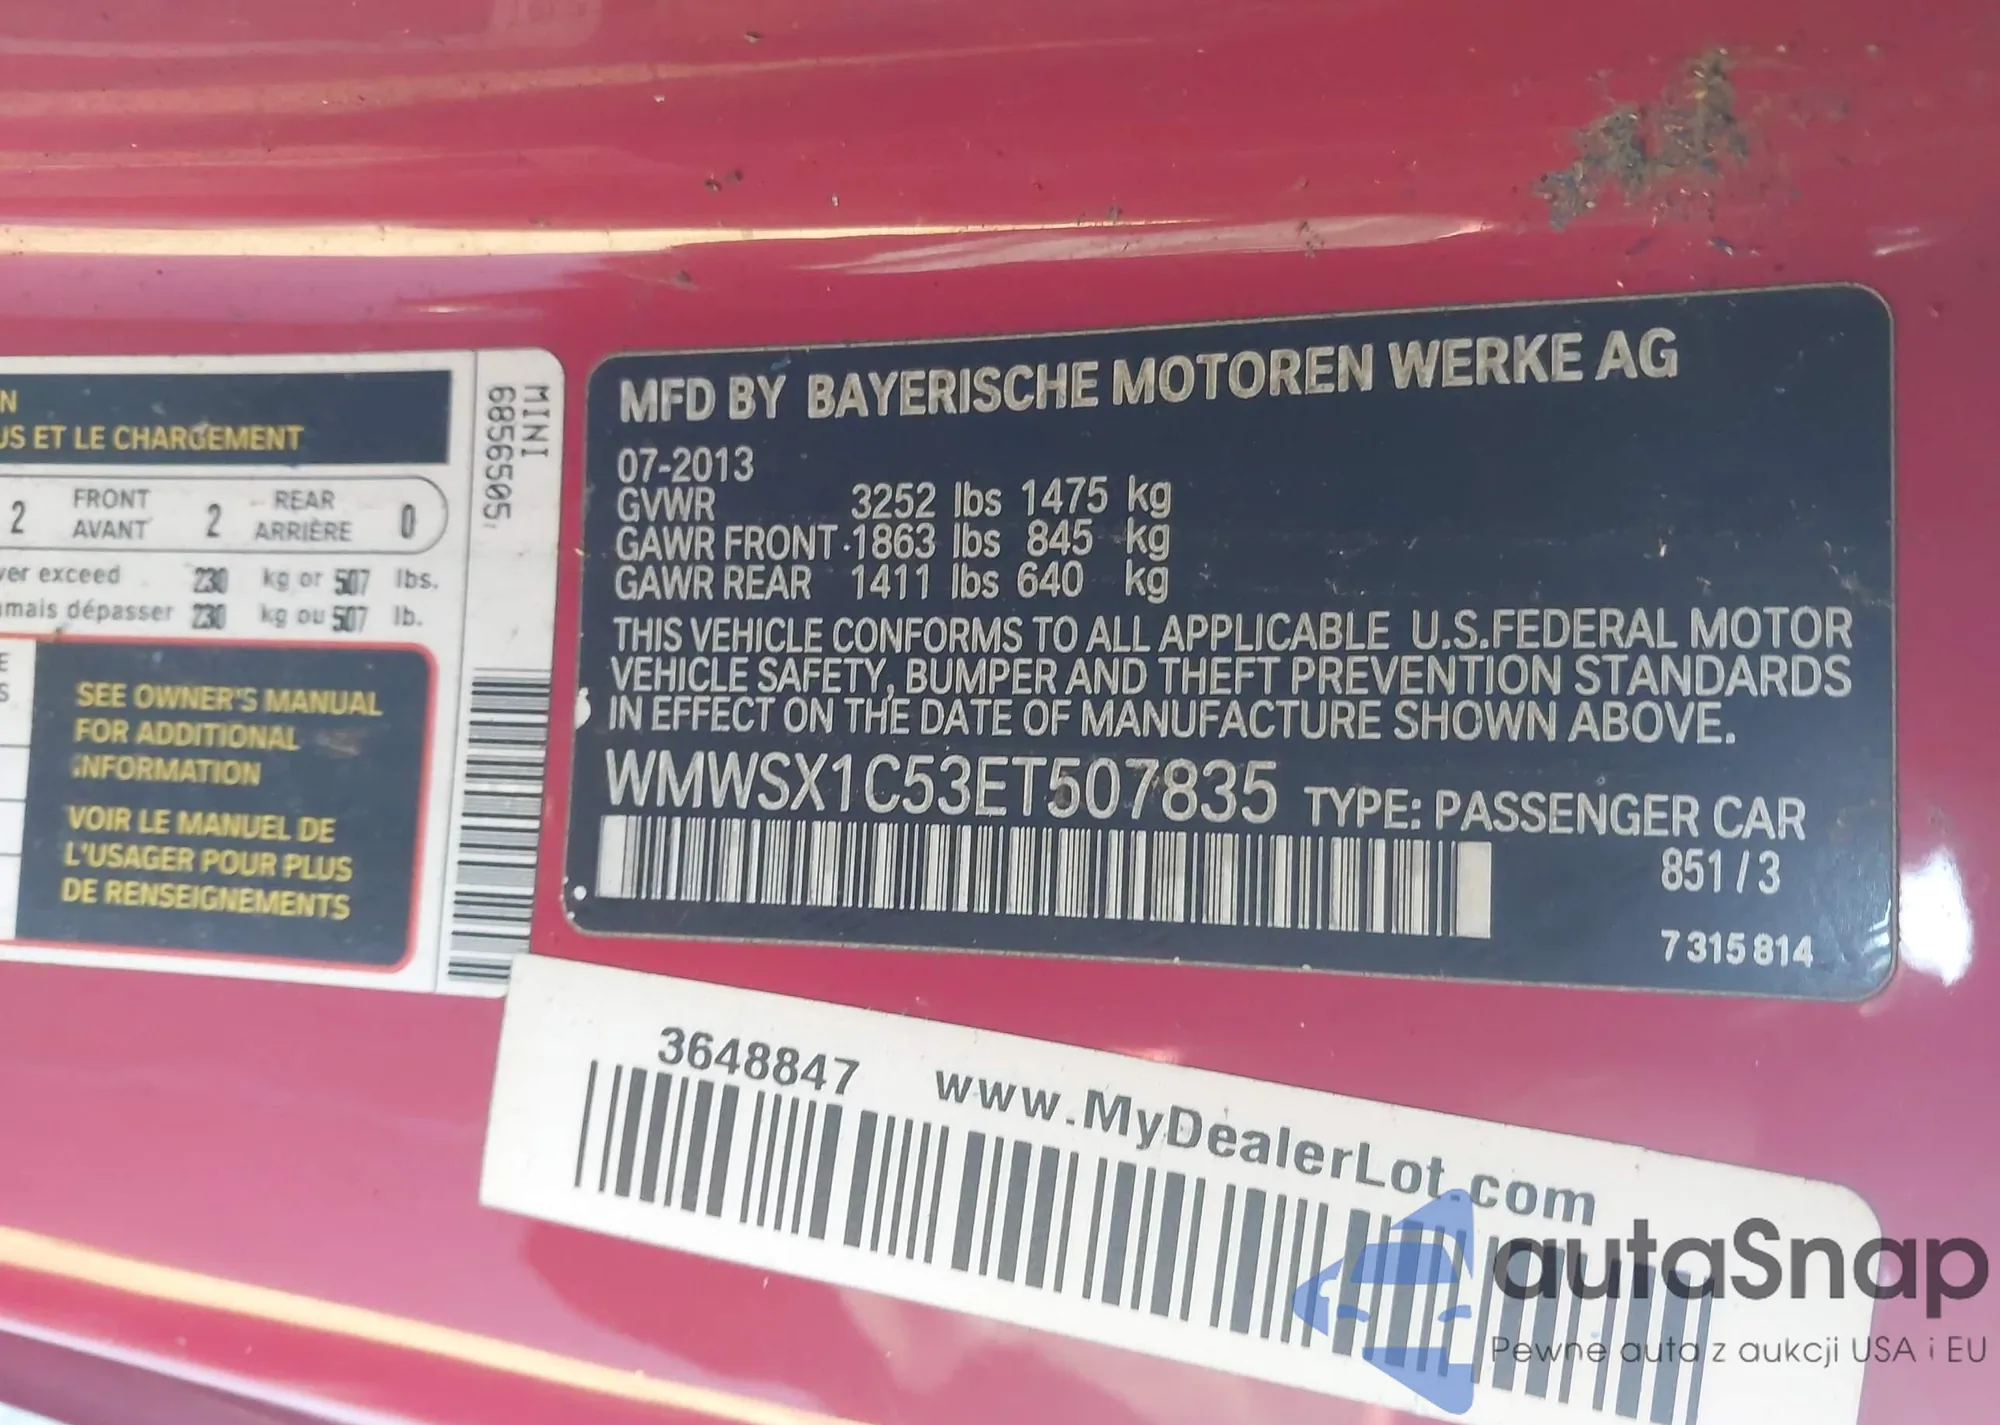 N
US ET LE CHARGEMENT
2 FRONT AVANT 2 REAR ARRIÈRE 0
ver exceed 230 kg or 507 lbs.
amais dépasser 230 kg ou 507 lb.
E
S
SEE OWNER'S MANUAL
FOR ADDITIONAL
INFORMATION
VOIR LE MANUEL DE
L'USAGER POUR PLUS
DE RENSEIGNEMENTS
MINI
6856505
MFD BY BAYERISCHE MOTOREN WERKE AG
07-2013
GVWR 3252 lbs 1475 kg
GAWR FRONT 1863 lbs 845 kg
GAWR REAR 1411 lbs 640 kg
THIS VEHICLE CONFORMS TO ALL APPLICABLE U.S.FEDERAL MOTOR
VEHICLE SAFETY, BUMPER AND THEFT PREVENTION STANDARDS
IN EFFECT ON THE DATE OF MANUFACTURE SHOWN ABOVE.
WMWSX1C53ET507835 TYPE: PASSENGER CAR
851/3
7 315 814
3648847 www.MyDealerLot.com
autaSnap
Pewne auta z aukcji USA i EU